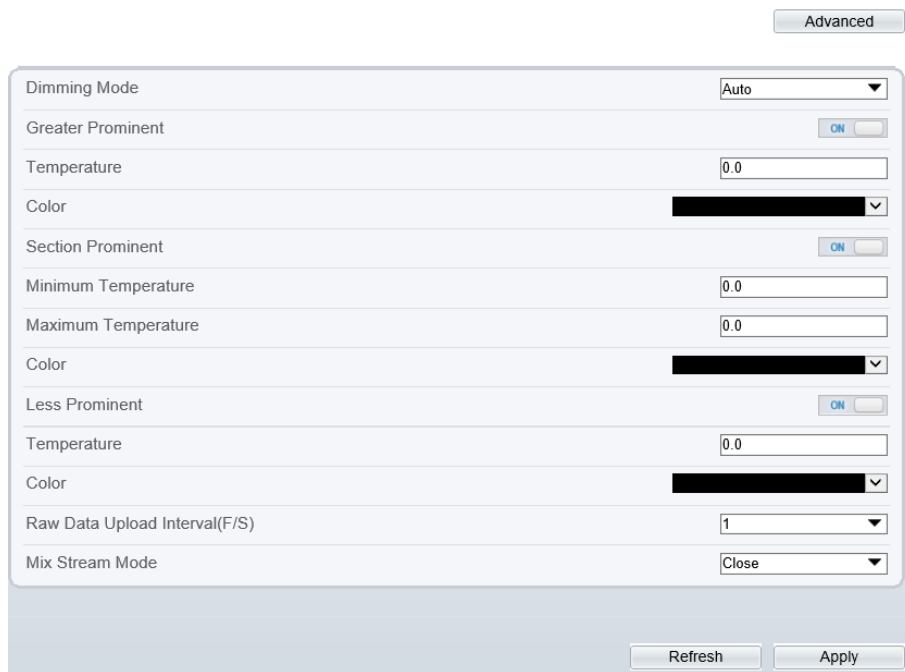 Advanced
Dimming Mode Auto
Greater Prominent ON
Temperature 0.0
Color
Section Prominent ON
Minimum Temperature 0.0
Maximum Temperature 0.0
Color
Less Prominent ON
Temperature 0.0
Color
Raw Data Upload Interval(F/S) 1
Mix Stream Mode Close
Refresh Apply